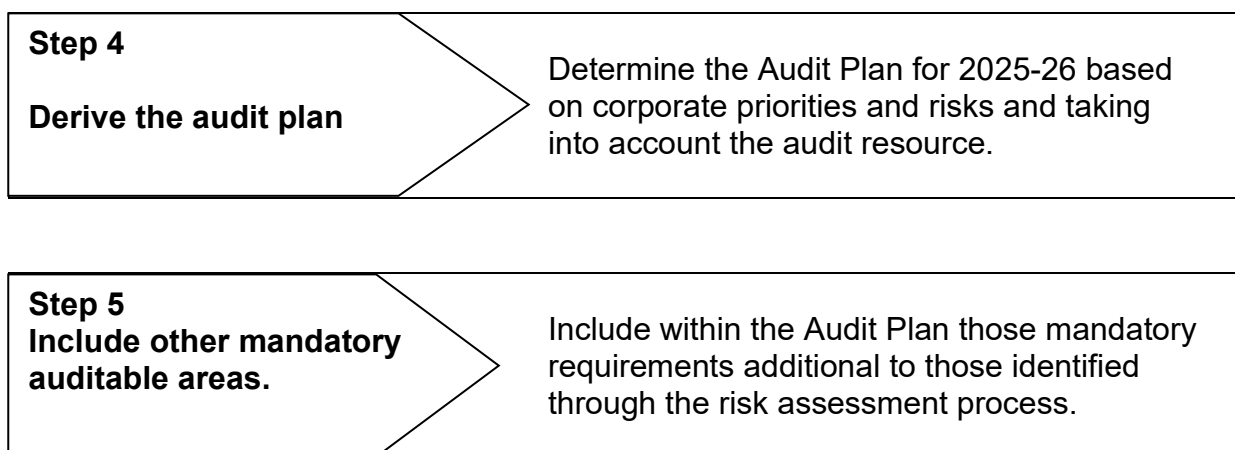 Step 4
Derive the audit plan
Determine the Audit Plan for 2025-26 based
on corporate priorities and risks and taking
into account the audit resource.
Step 5
Include other mandatory
auditable areas.
Include within the Audit Plan those mandatory
requirements additional to those identified
through the risk assessment process.